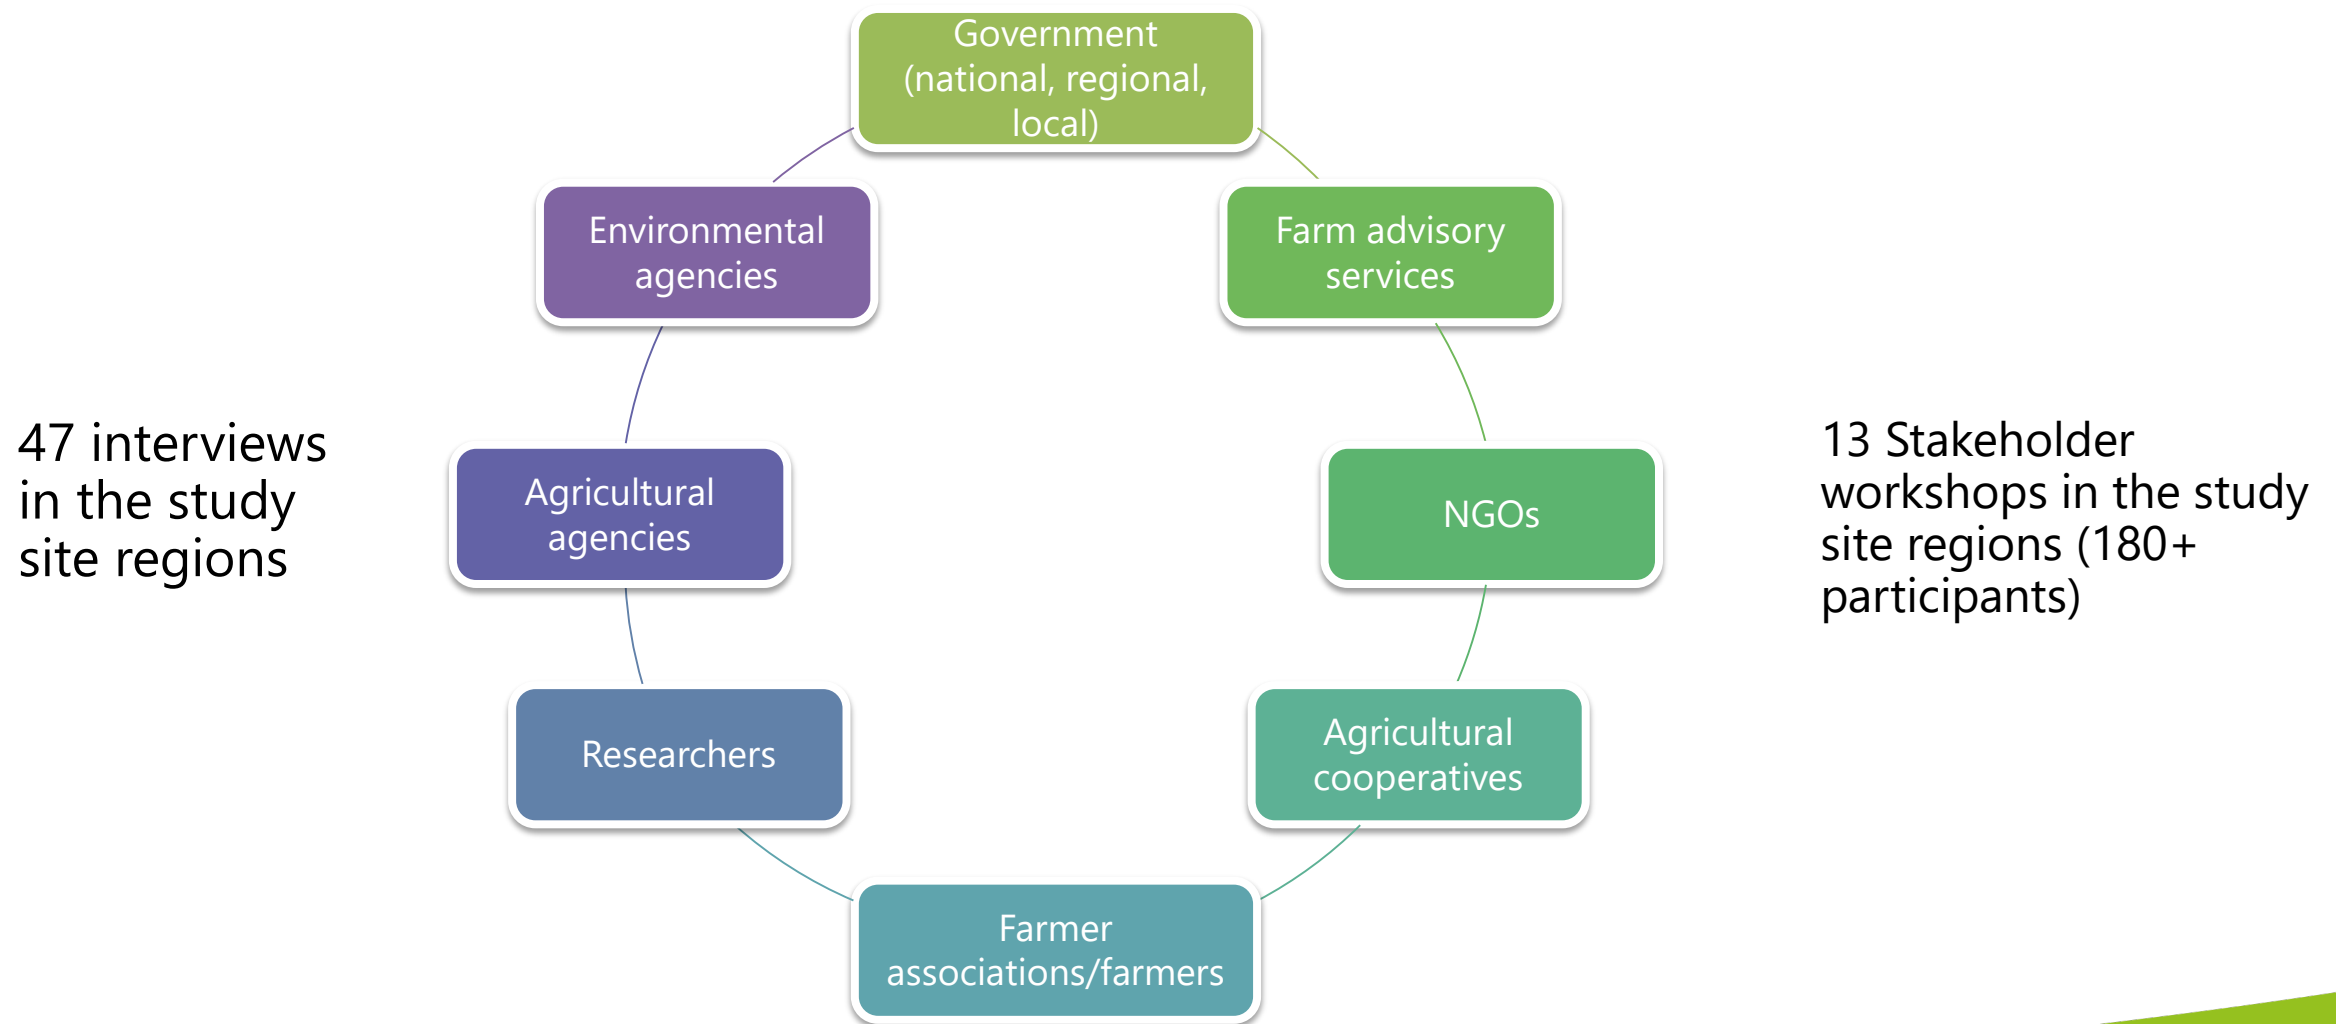 Government
(national, regional,
local)
Environmental
agencies
Farm advisory
services
47 interviews
in the study
site regions
Agricultural
agencies
NGOs
13 Stakeholder
workshops in the study
site regions (180+
participants)
Researchers
Agricultural
cooperatives
Farmer
associations/farmers